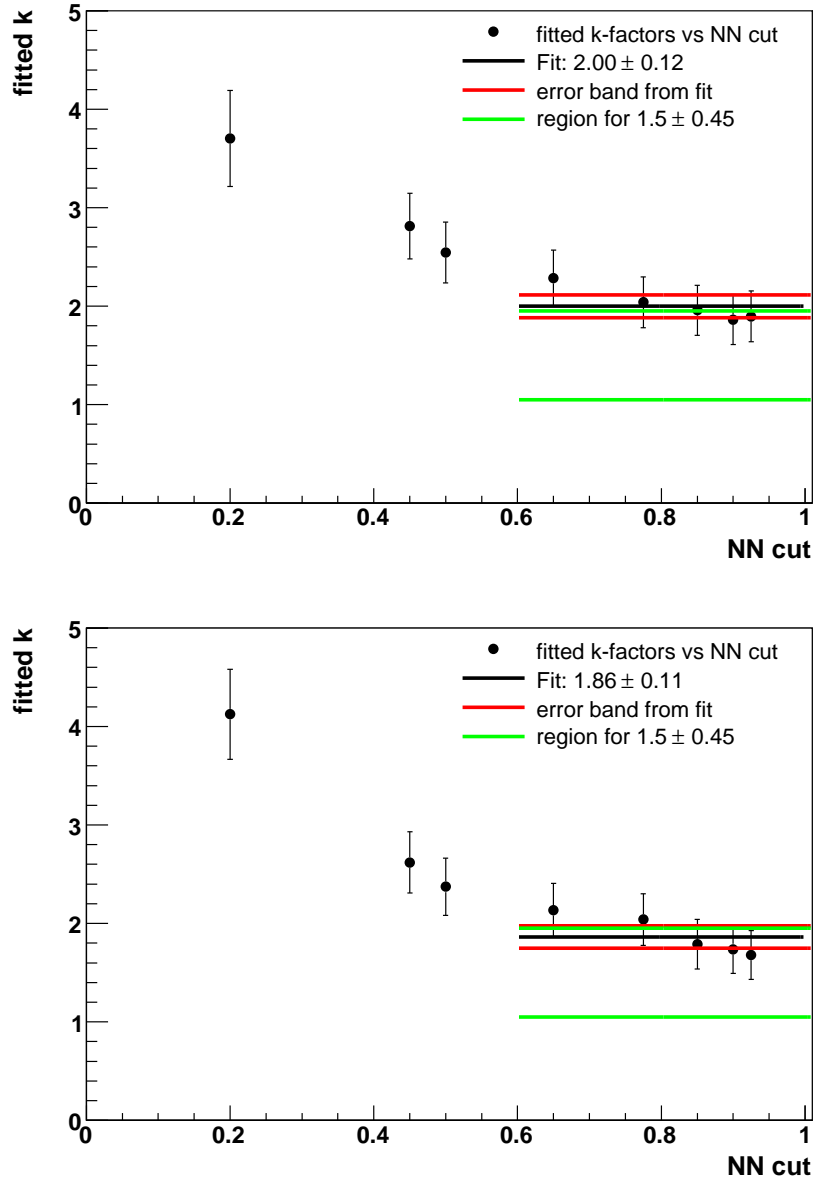 fitted k
5
4
3
2
1
0
fitted k-factors vs NN cut
Fit: 2.00 ± 0.12
error band from fit
region for 1.5 ± 0.45
0 0.2 0.4 0.6 0.8 1
NN cut
fitted k
5
4
3
2
1
0
fitted k-factors vs NN cut
Fit: 1.86 ± 0.11
error band from fit
region for 1.5 ± 0.45
0 0.2 0.4 0.6 0.8 1
NN cut